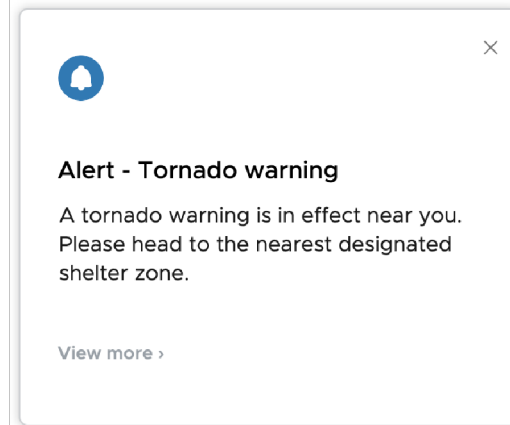 Alert - Tornado warning
A tornado warning is in effect near you.
Please head to the nearest designated
shelter zone.
View more ›